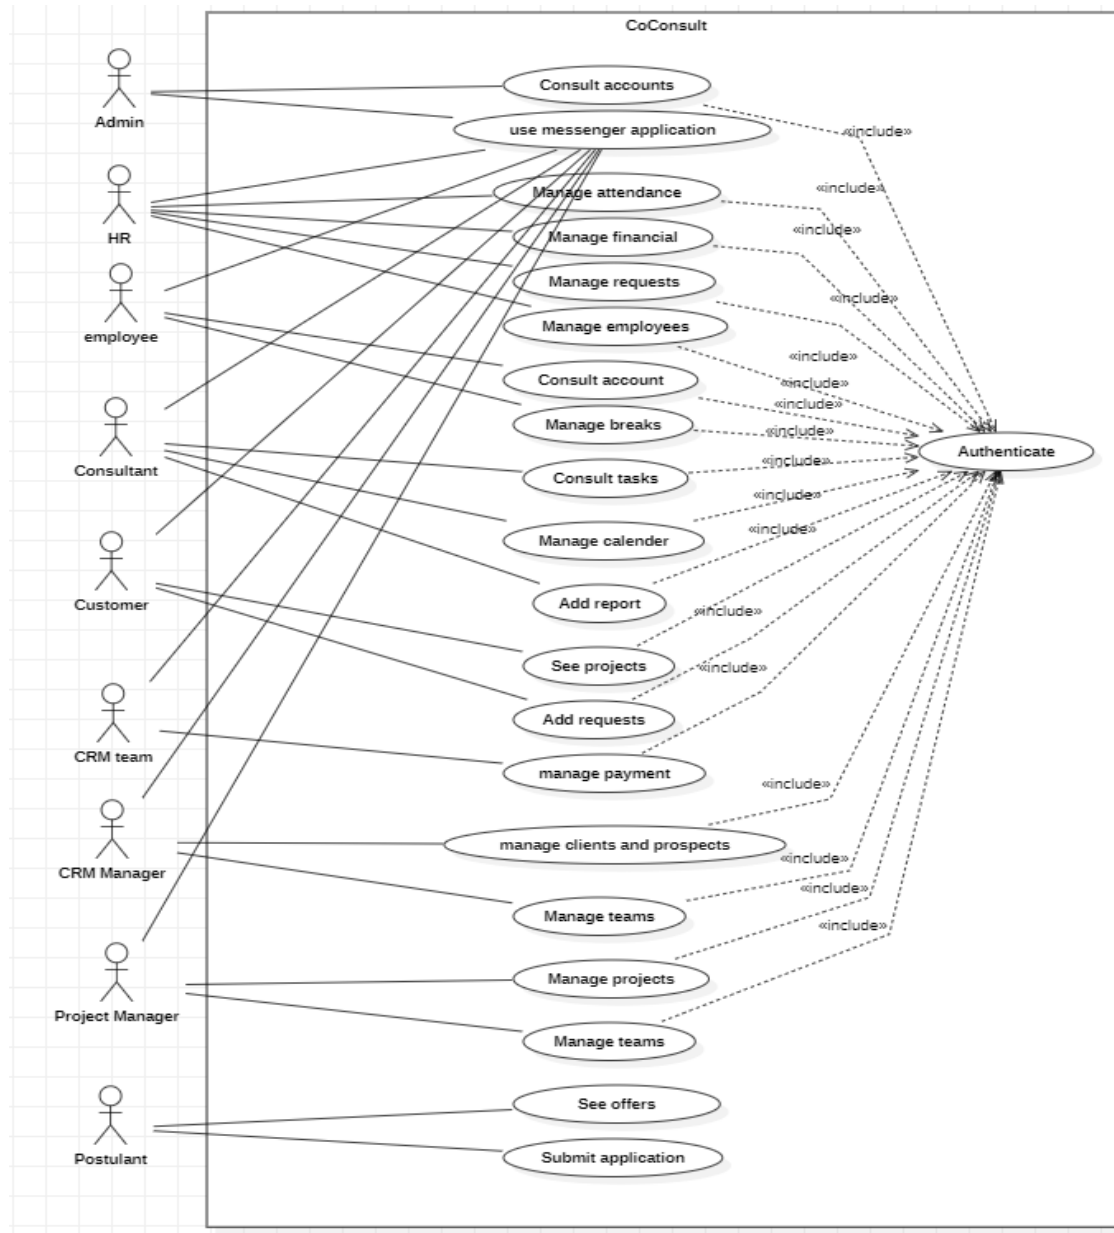 CoConsult
Admin
Consult accounts
«include»
use messenger application
HR
Manage attendance
«include»
Manage financial
«include»
Manage requests
«include»
Manage employees
«include»
employee
Consult account
«include»
Manage breaks
«include»
«include»
Consultant
Consult tasks
«include»
Manage calender
«include»
Add report
«include»
Authenticate
Customer
See projects
«include»
Add requests
«include»
CRM team
manage payment
CRM Manager
manage clients and prospects
«include»
Manage teams
«include»
Project Manager
Manage projects
«include»
Manage teams
«include»
Postulant
See offers
Submit application